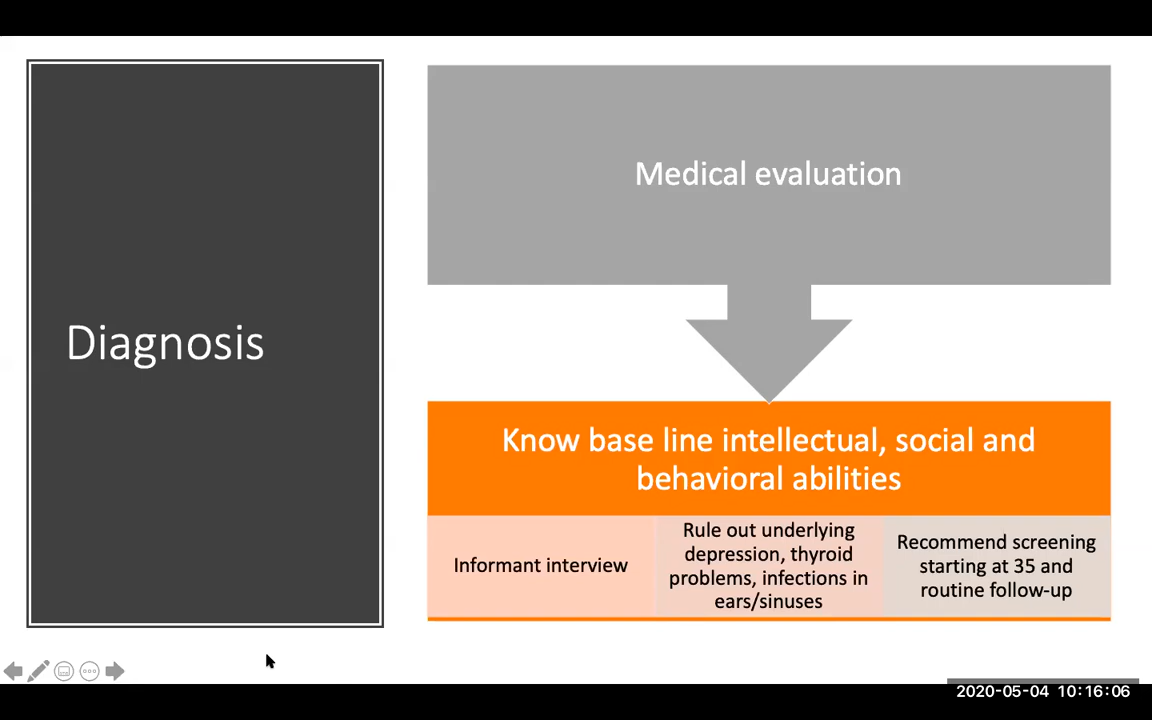 Diagnosis
Medical evaluation
Know base line intellectual, social and
behavioral abilities
Informant interview
Rule out underlying
depression, thyroid
problems, infections in
ears/sinuses
Recommend screening
starting at 35 and
routine follow-up
2020-05-04 10:16:06